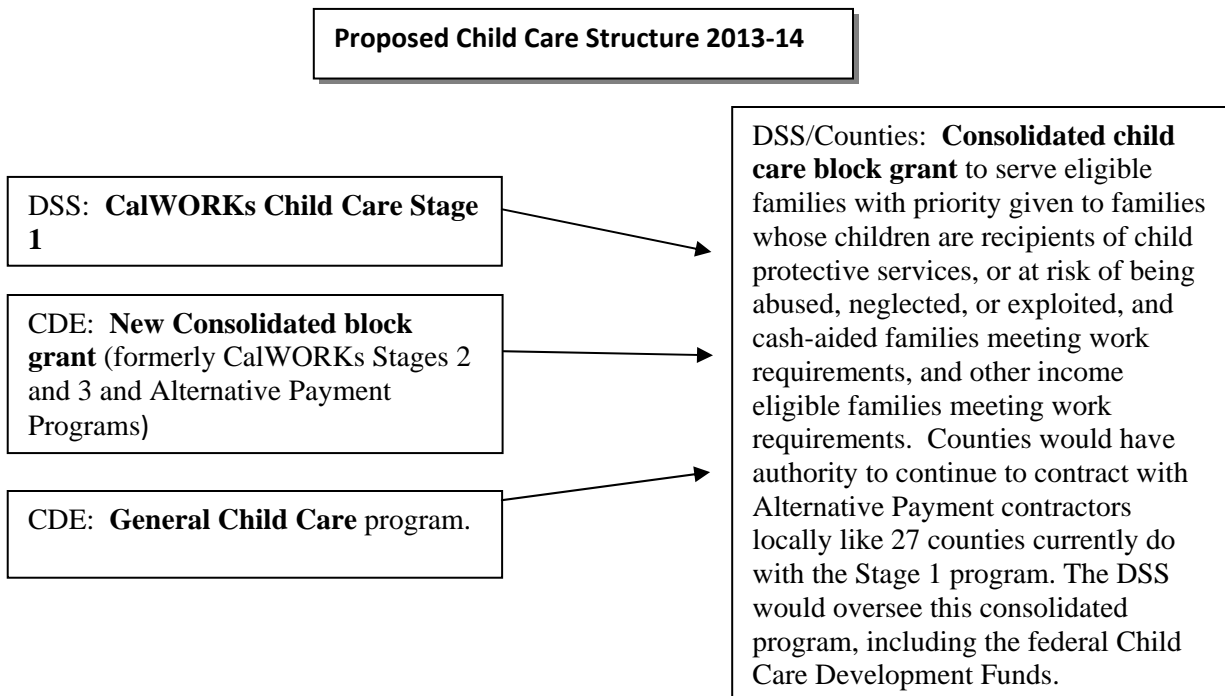 Proposed Child Care Structure 2013-14
DSS: CalWORKs Child Care Stage
1
CDE: New Consolidated block
grant (formerly CalWORKs Stages 2
and 3 and Alternative Payment
Programs)
CDE: General Child Care program.
DSS/Counties: Consolidated child
care block grant to serve eligible
families with priority given to families
whose children are recipients of child
protective services, or at risk of being
abused, neglected, or exploited, and
cash-aided families meeting work
requirements, and other income
eligible families meeting work
requirements. Counties would have
authority to continue to contract with
Alternative Payment contractors
locally like 27 counties currently do
with the Stage 1 program. The DSS
would oversee this consolidated
program, including the federal Child
Care Development Funds.